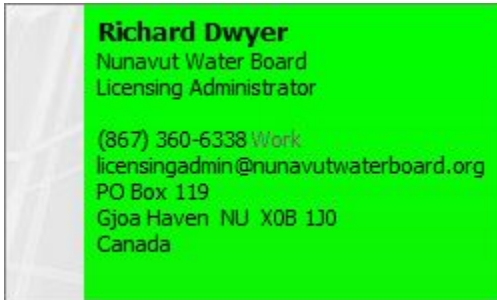 Richard Dwyer
Nunavut Water Board
Licensing Administrator
(867) 360-6338 Work
licensingadmin@nunavutwaterboard.org
PO Box 119
Gjoa Haven NU X0B 1J0
Canada